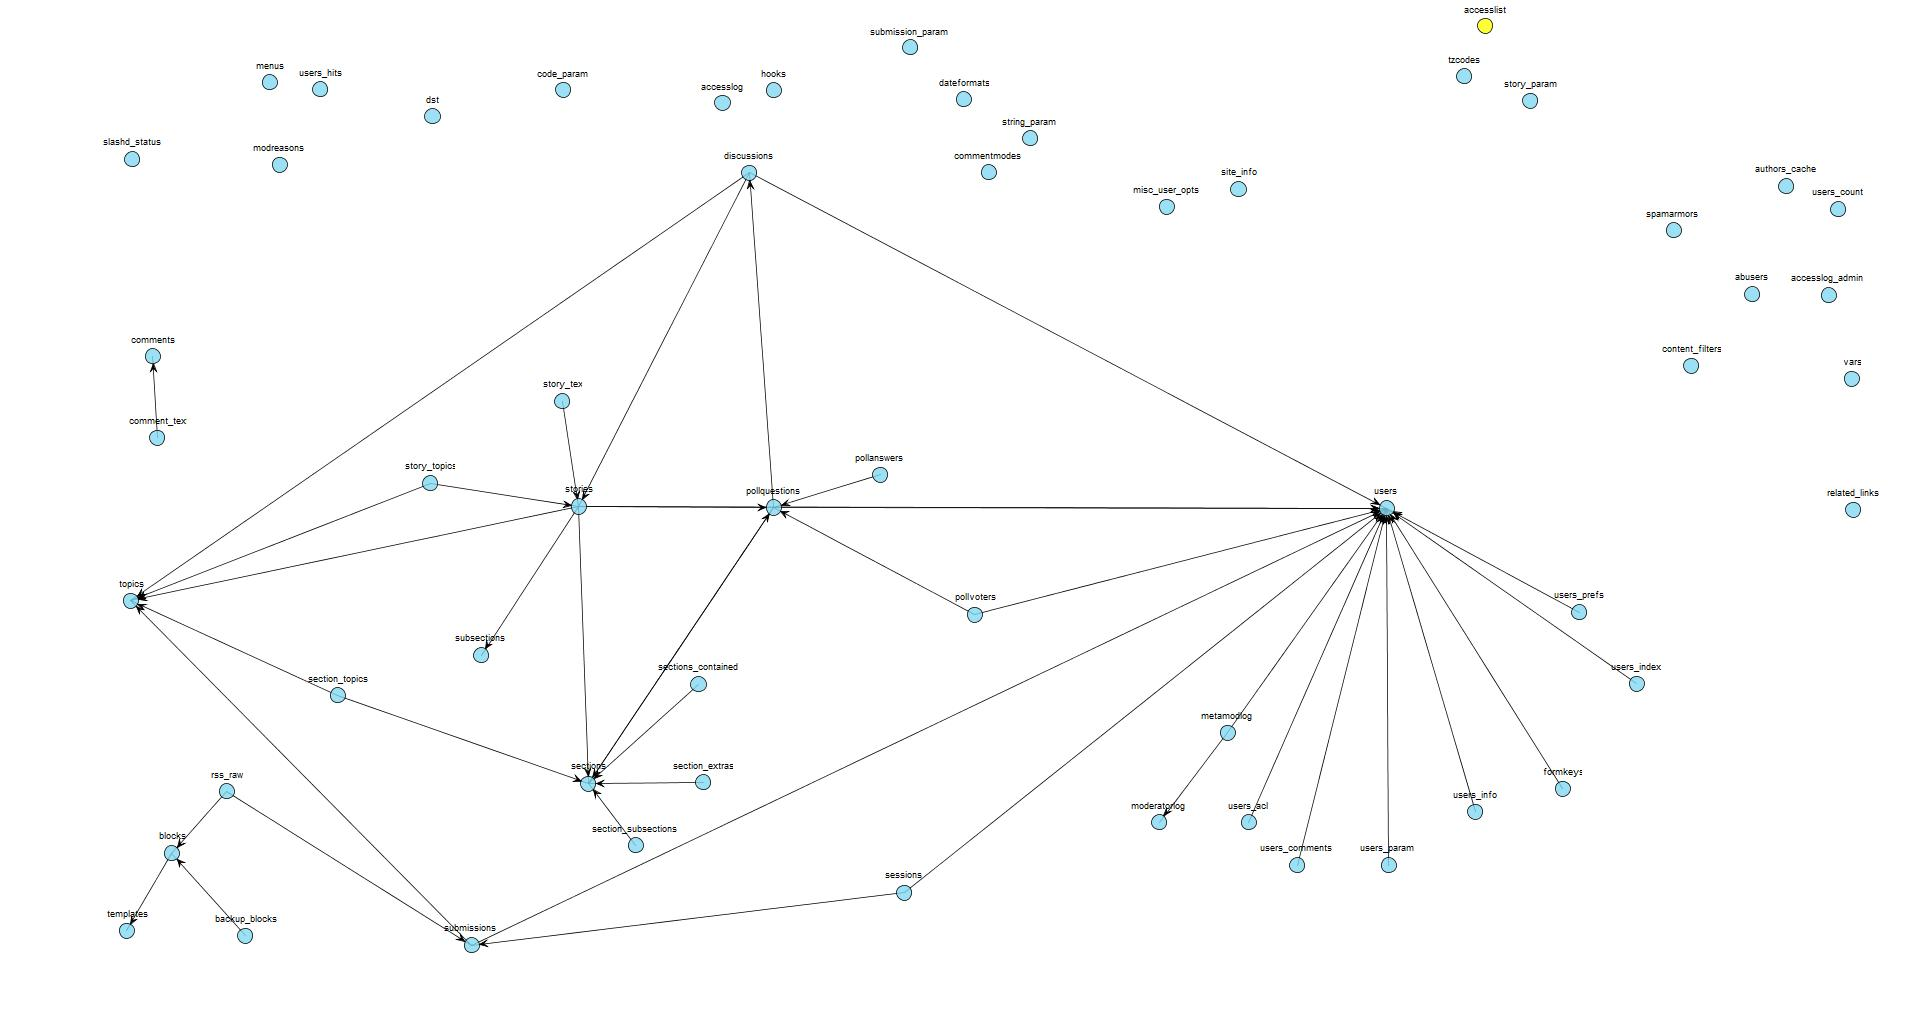 accesslist
submission_param
tzcodes
menus
users_hits
code_param
hooks
accesslog
dateformats
story_param
dst
string_param
slashd_status
modreasons
discussions
commentmodes
authors_cache
site_info
misc_user_opts
users_count
spamarmors
abusers
accesslog_admin
comments
content_filters
vars
story_tex
comment_tex
pollanswers
story_topics
stories
pollquestions
users
related_links
topics
users_prefs
pollvoters
subsections
sections_contained
users_index
section_topics
metamodlog
sections
section_extras
rss_raw
formkeys
users_info
moderatorlog
users_acl
section_subsections
blocks
users_comments
users_param
sessions
templates
backup_blocks
submissions